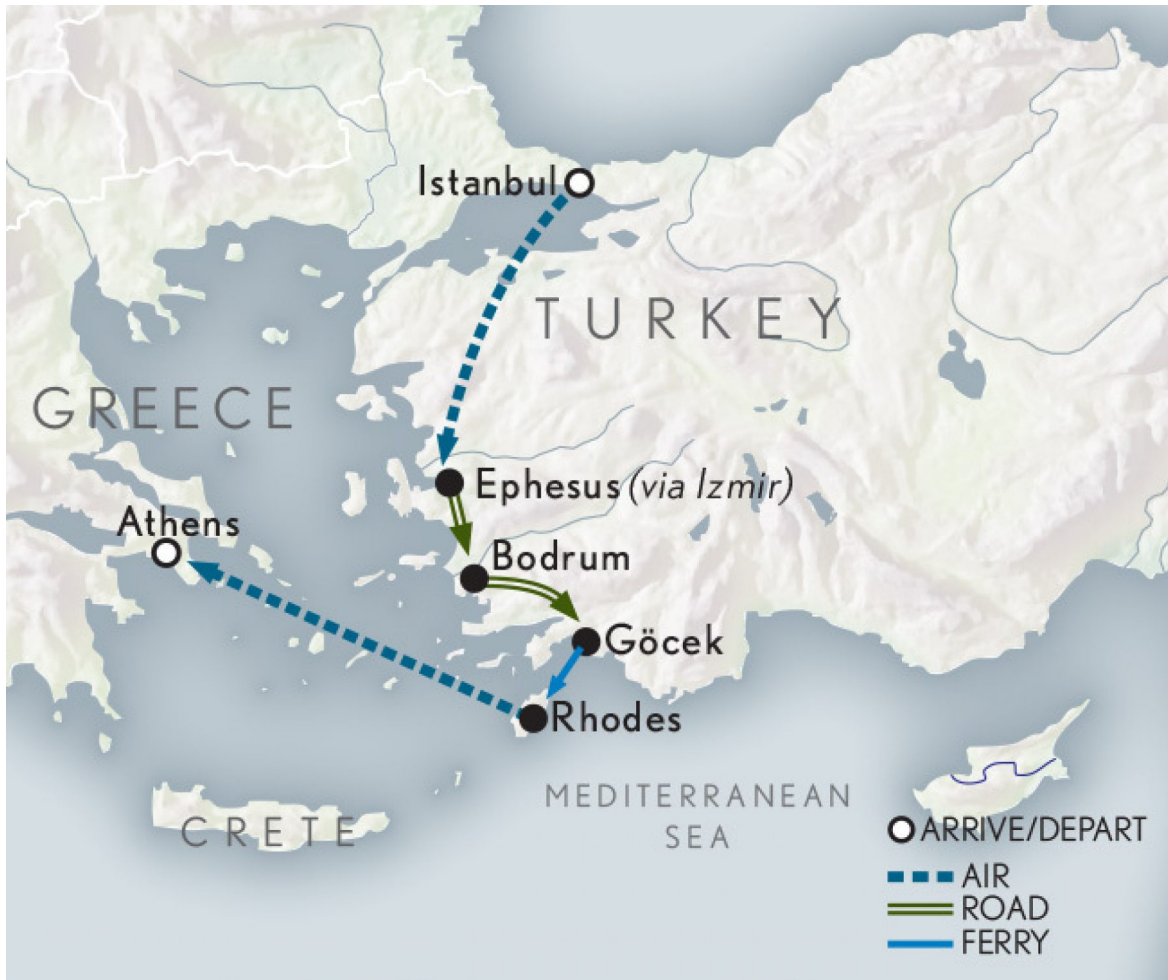 Istanbul
TURKEY
GREECE
Ephesus (via Izmir)
Athens
Bodrum
Göcek
Rhodes
MEDITERRANEAN
SEA
CRETE
ARRIVE/DEPART
AIR
ROAD
FERRY